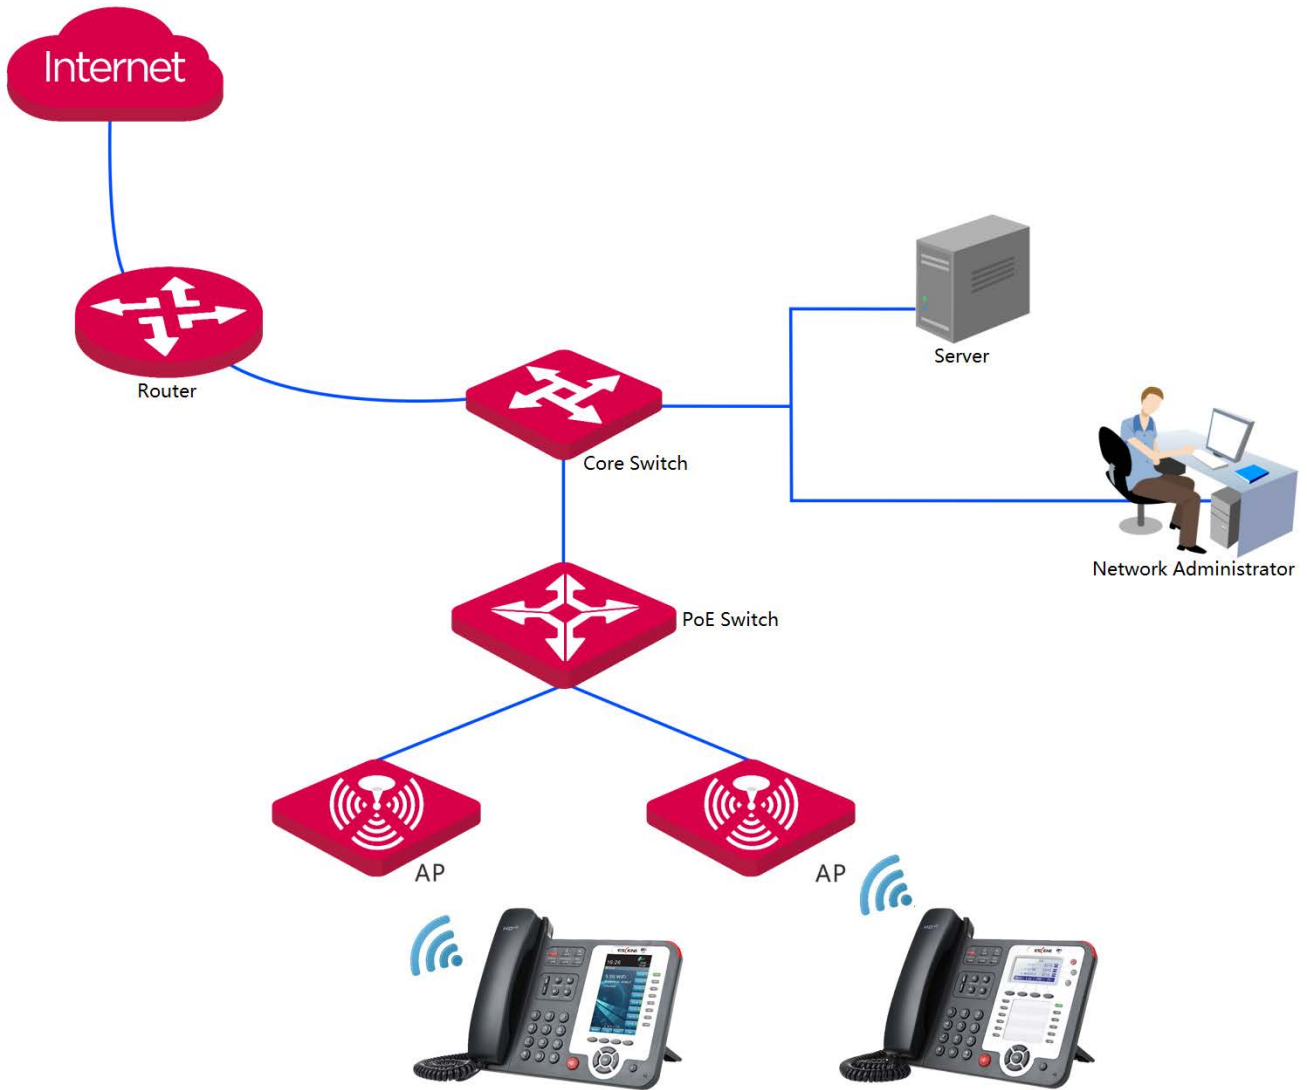 Internet
Server
Router
Core Switch
Network Administrator
PoE Switch
AP
AP